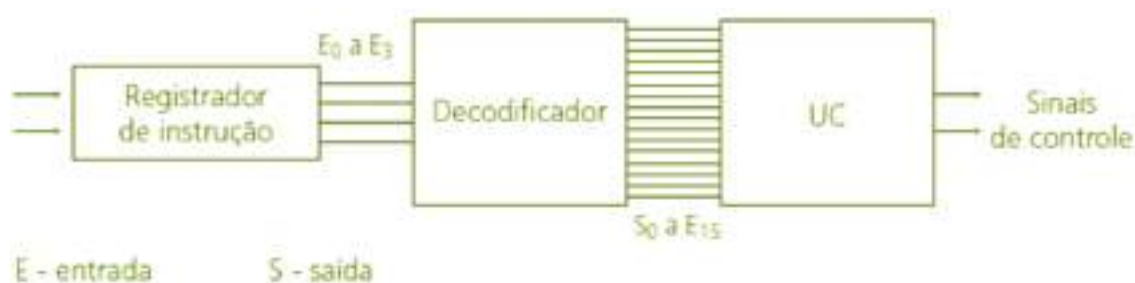 E₀ a E₃
Registrador
de instrução
Decodificador
UC
Sinais
de controle
S₀ a E₁₅
E - entrada
S - saída